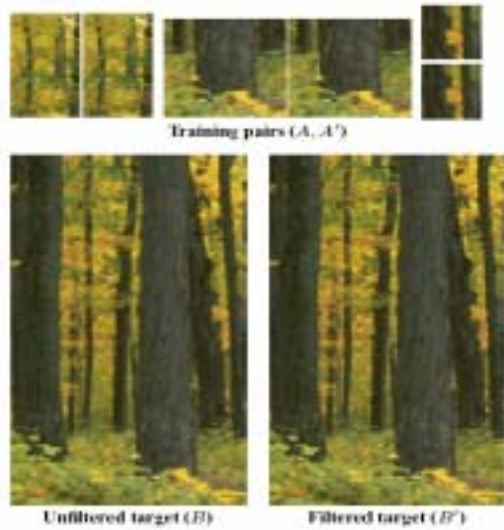 Training pairs (A, A′)
Unfiltered target (B)
Filtered target (B′)